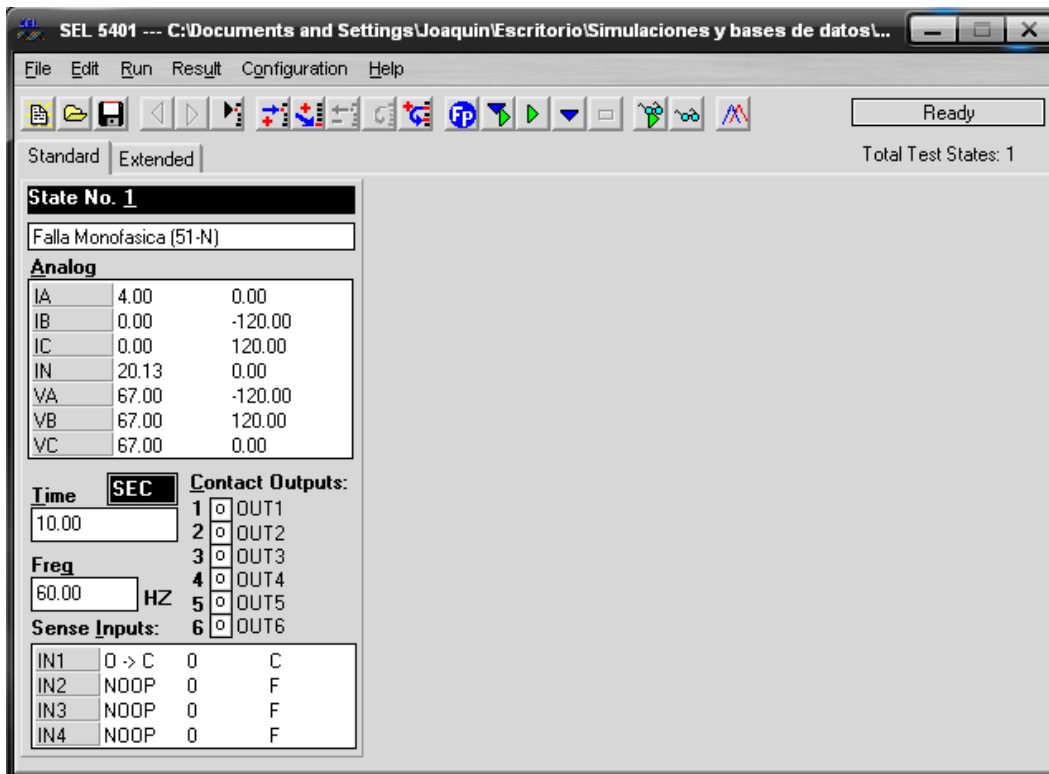 SEL 5401 --- C:\Documents and Settings\Joaquin\Escritorio\Simulaciones y bases de datos\...
File Edit Run Result Configuration Help
FP
Ready
Standard Extended
Total Test States: 1
State No. 1
Falla Monofasica (51-N)
Analog
IA 4.00 0.00
IB 0.00 -120.00
IC 0.00 120.00
IN 20.13 0.00
VA 67.00 -120.00
VB 67.00 120.00
VC 67.00 0.00
Time SEC
10.00
Freq
60.00 HZ
Contact Outputs:
1 O OUT1
2 O OUT2
3 O OUT3
4 O OUT4
5 O OUT5
6 O OUT6
Sense Inputs:
IN1 O -> C 0 C
IN2 NOOP 0 F
IN3 NOOP 0 F
IN4 NOOP 0 F